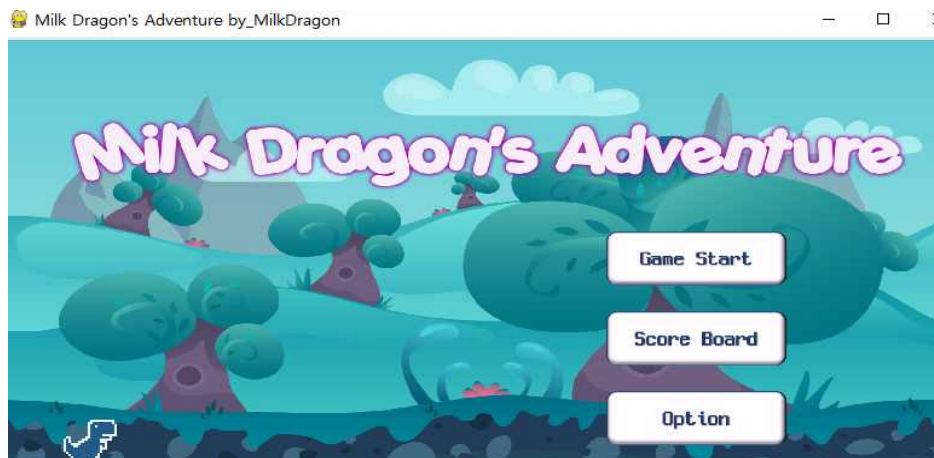 Milk Dragon's Adventure by_MilkDragon
Milk Dragon's Adventure
Game Start
Score Board
Option